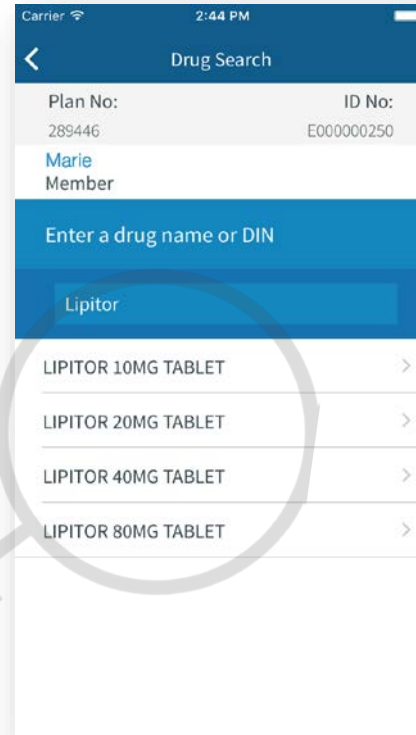 Carrier 2:44 PM
Drug Search
Plan No: ID No:
289446 E000000250
Marie
Member
Enter a drug name or DIN
Lipitor
LIPITOR 10MG TABLET
LIPITOR 20MG TABLET
LIPITOR 40MG TABLET
LIPITOR 80MG TABLET